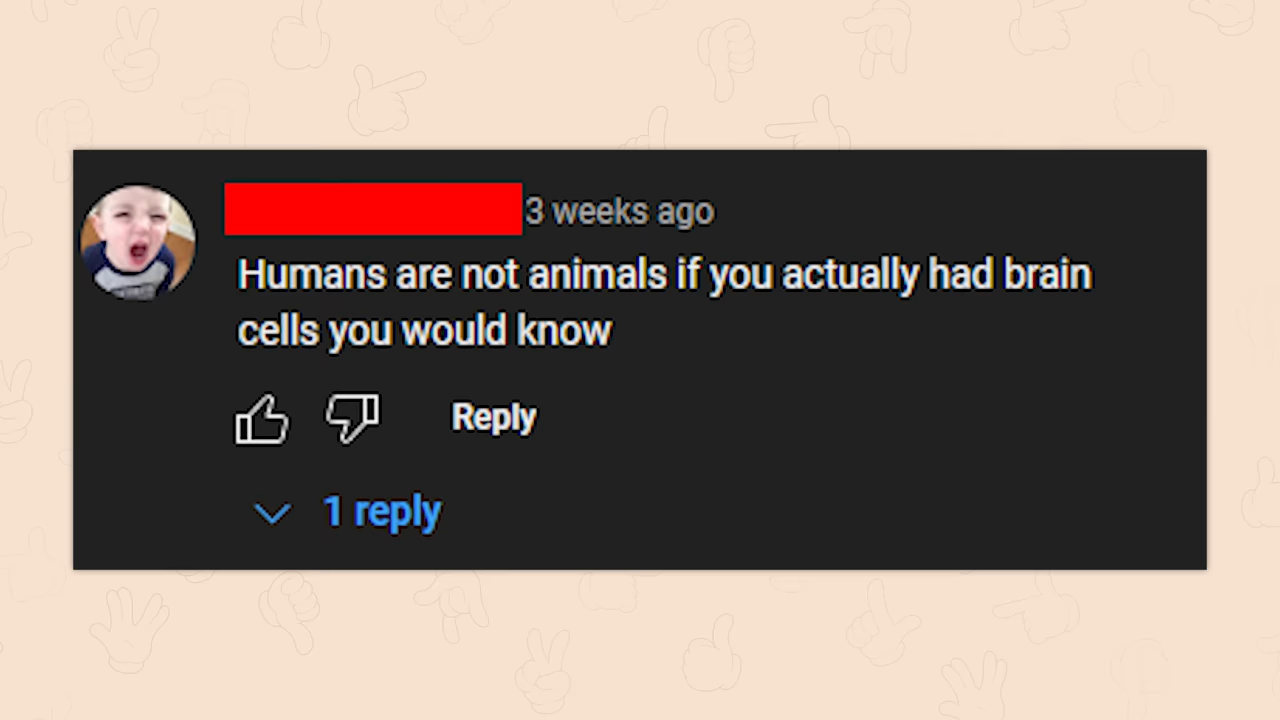 3 weeks ago
Humans are not animals if you actually had brain
cells you would know
Reply
1 reply